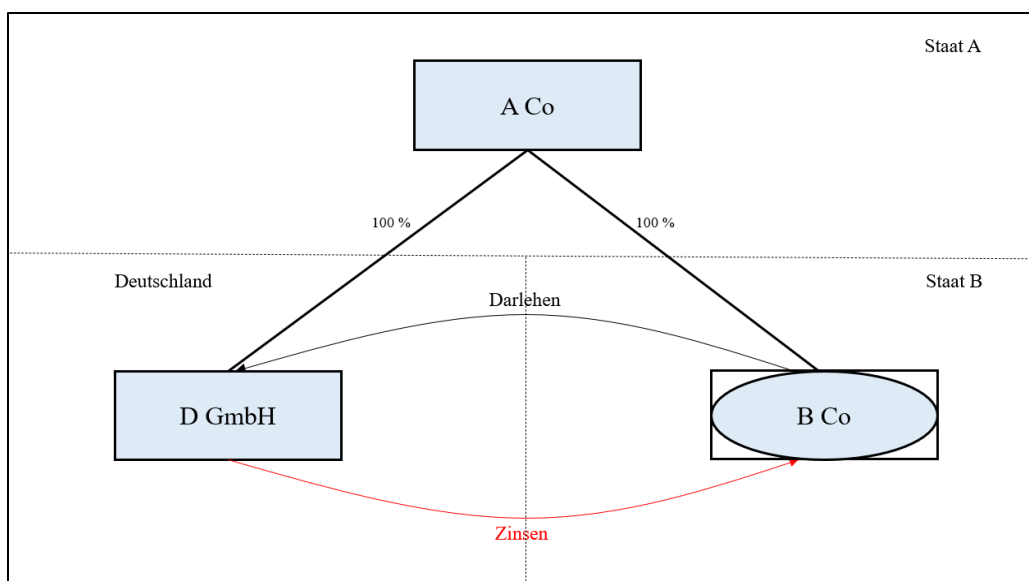 Staat A
A Co
100 %
100 %
Deutschland
Staat B
Darlehen
D GmbH
B Co
Zinsen